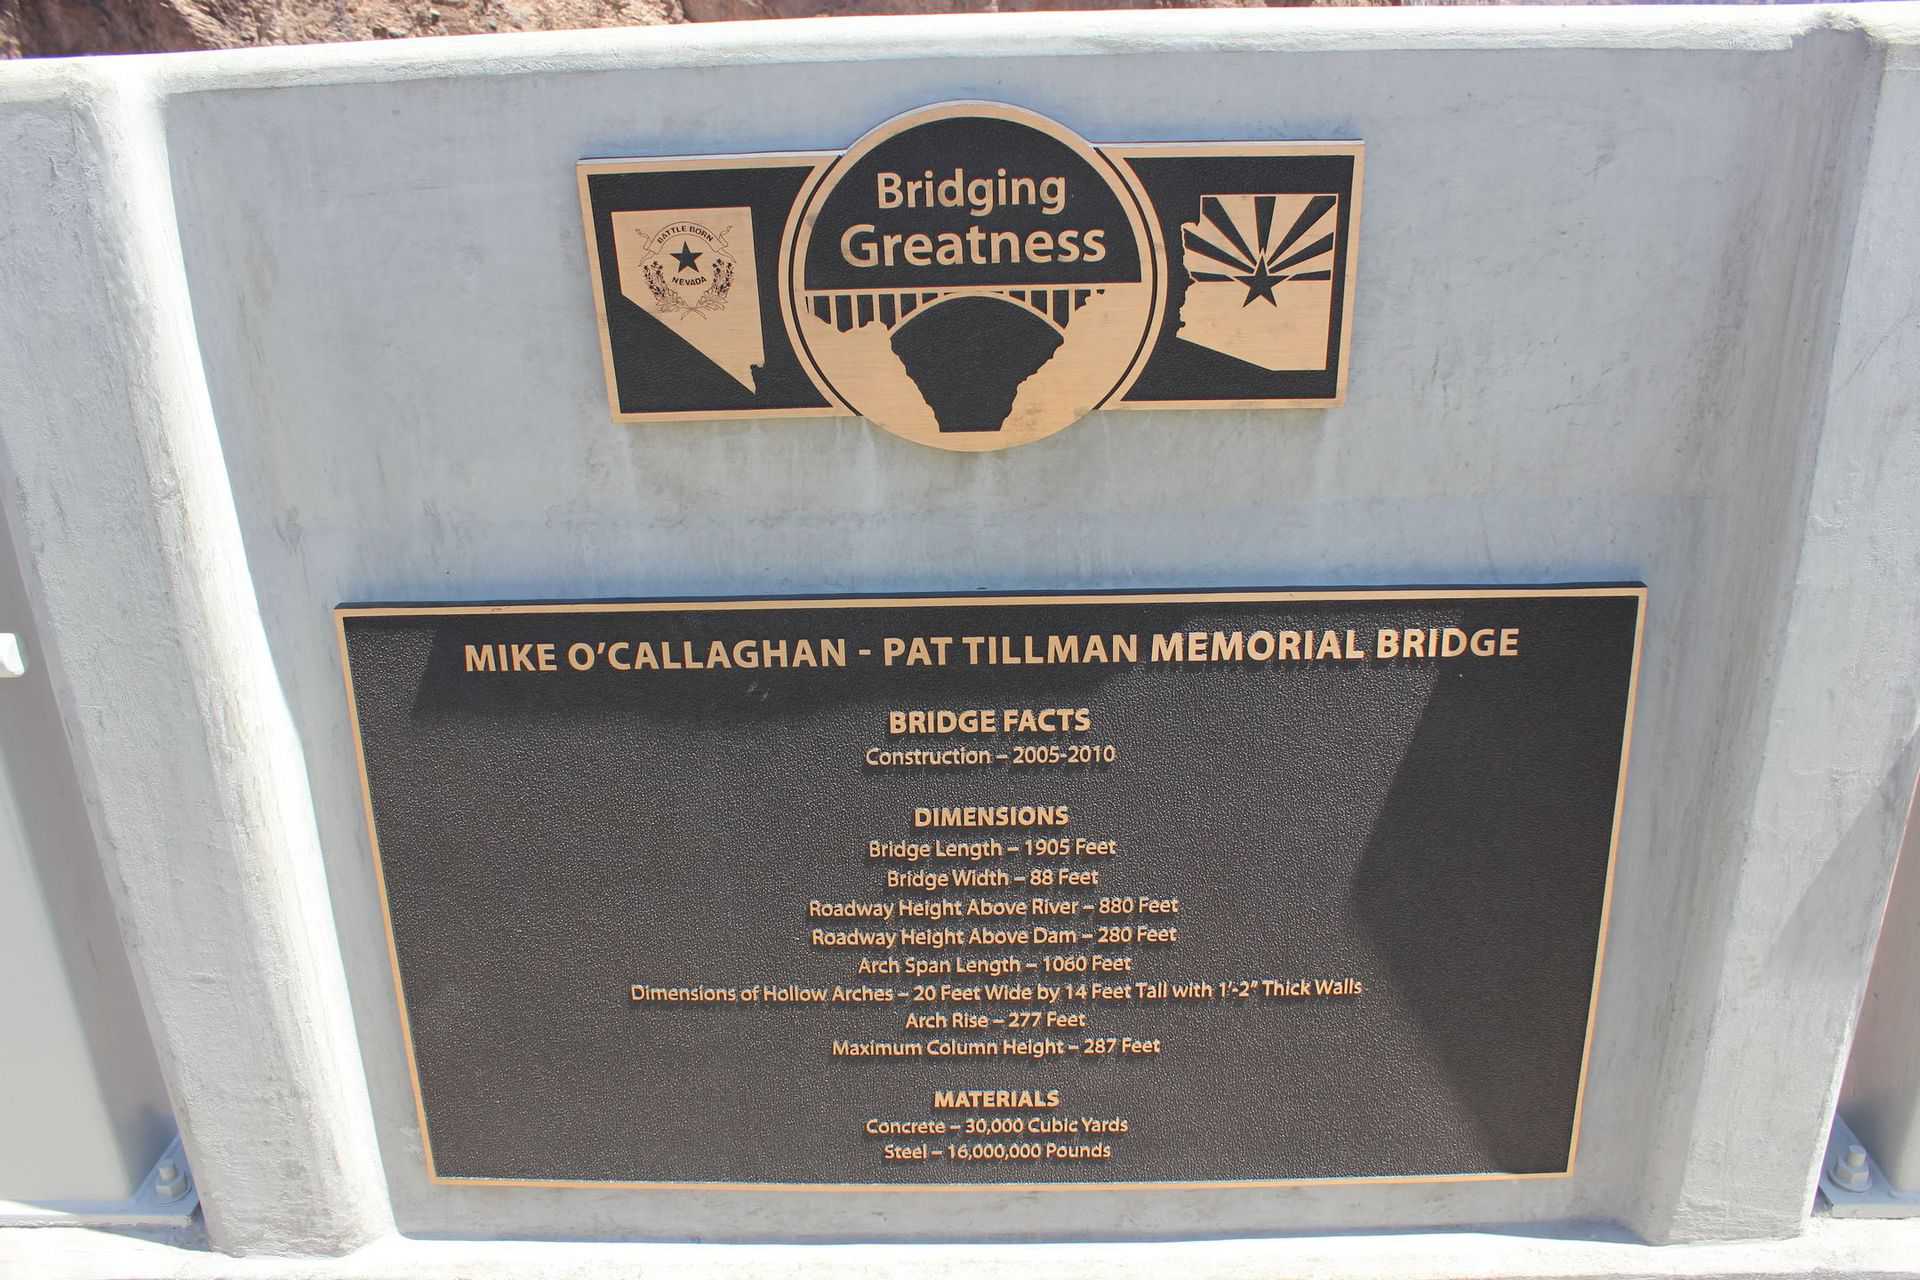 BATTLE BORN
NEVADA
Bridging
Greatness
MIKE O'CALLAGHAN - PAT TILLMAN MEMORIAL BRIDGE
BRIDGE FACTS
Construction – 2005-2010
DIMENSIONS
Bridge Length – 1905 Feet
Bridge Width – 88 Feet
Roadway Height Above River – 880 Feet
Roadway Height Above Dam – 280 Feet
Arch Span Length – 1060 Feet
Dimensions of Hollow Arches – 20 Feet Wide by 14 Feet Tall with 1'-2" Thick Walls
Arch Rise – 277 Feet
Maximum Column Height – 287 Feet
MATERIALS
Concrete – 30,000 Cubic Yards
Steel – 16,000,000 Pounds